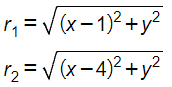 r₁ = √((x−1)²+y²)
r₂ = √((x−4)²+y²)